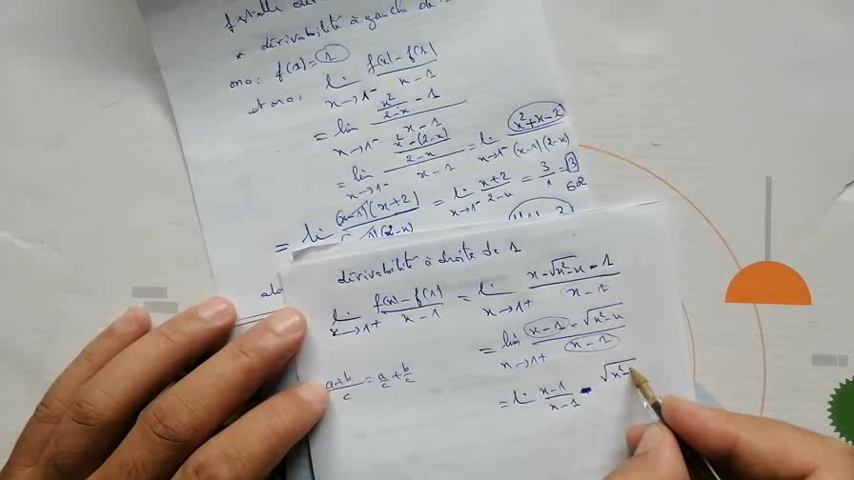 * dérivabilité à gauche de
ona: f(1)=1
et ona: lim x→1⁻ (f(x)-f(1))/(x-1)
= lim x→1⁻ (x²/(2-x) - 1)/(x-1)
= lim x→1⁻ ((x²-(2-x))/(2-x))/(x-1) = lim x→1⁻ (x²+x-2)/((x-1)(2-x))
= lim (x-1)(x+2)/(x-1)(2-x) = lim x→1⁻ (x+2)/(2-x) = 3/1 = 3
dérivabilité à droite de 1
lim x→1⁺ (f(x)-f(1))/(x-1) = lim x→1⁺ (x-√(x²-x)-1)/(x-1)
= lim x→1⁺ (x-1-√(x²-x))/(x-1)
(a+b)/c = a/c + b/c
= lim (x-1)/(x-1) - √x²